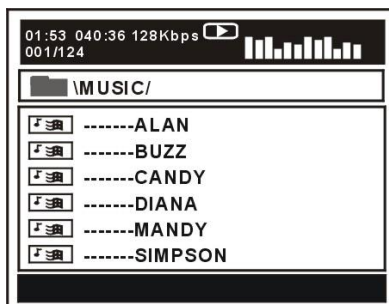 01:53 040:36 128Kbps
001/124
\MUSIC/
-------ALAN
-------BUZZ
-------CANDY
-------DIANA
-------MANDY
-------SIMPSON